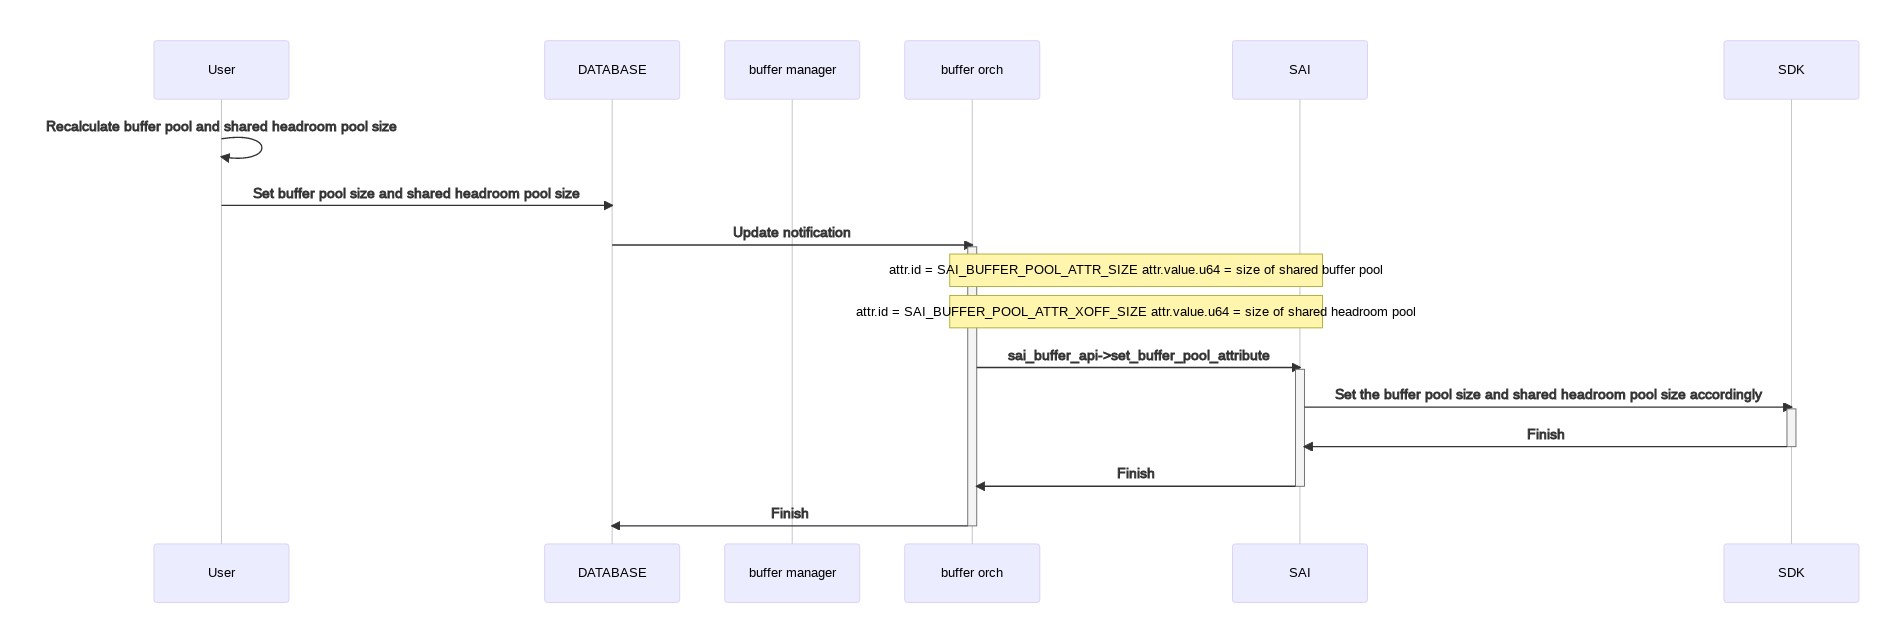 User
DATABASE
buffer manager
buffer orch
SAI
SDK
Recalculate buffer pool and shared headroom pool size
Set buffer pool size and shared headroom pool size
Update notification
attr.id = SAI_BUFFER_POOL_ATTR_SIZE attr.value.u64 = size of shared buffer pool
attr.id = SAI_BUFFER_POOL_ATTR_XOFF_SIZE attr.value.u64 = size of shared headroom pool
sai_buffer_api->set_buffer_pool_attribute
Set the buffer pool size and shared headroom pool size accordingly
Finish
Finish
Finish
User
DATABASE
buffer manager
buffer orch
SAI
SDK